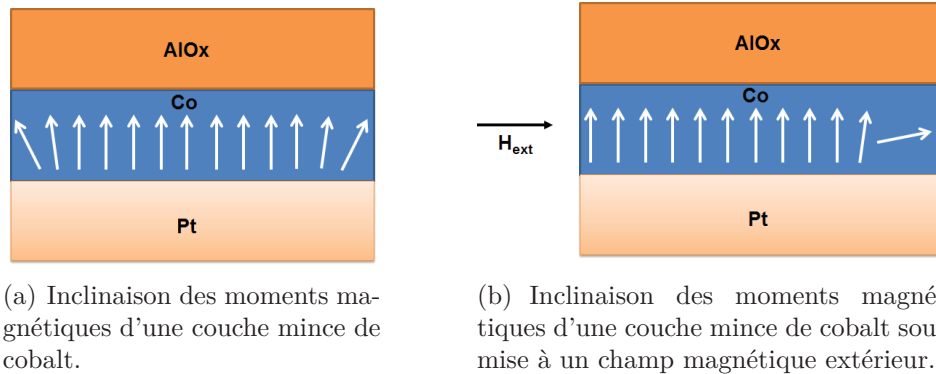 AlOx
Co
Pt
AlOx
Co
Hext
Pt
(a) Inclinaison des moments ma-
gnétiques d'une couche mince de
cobalt.
(b) Inclinaison des moments magné
tiques d'une couche mince de cobalt sou
mise à un champ magnétique extérieur.